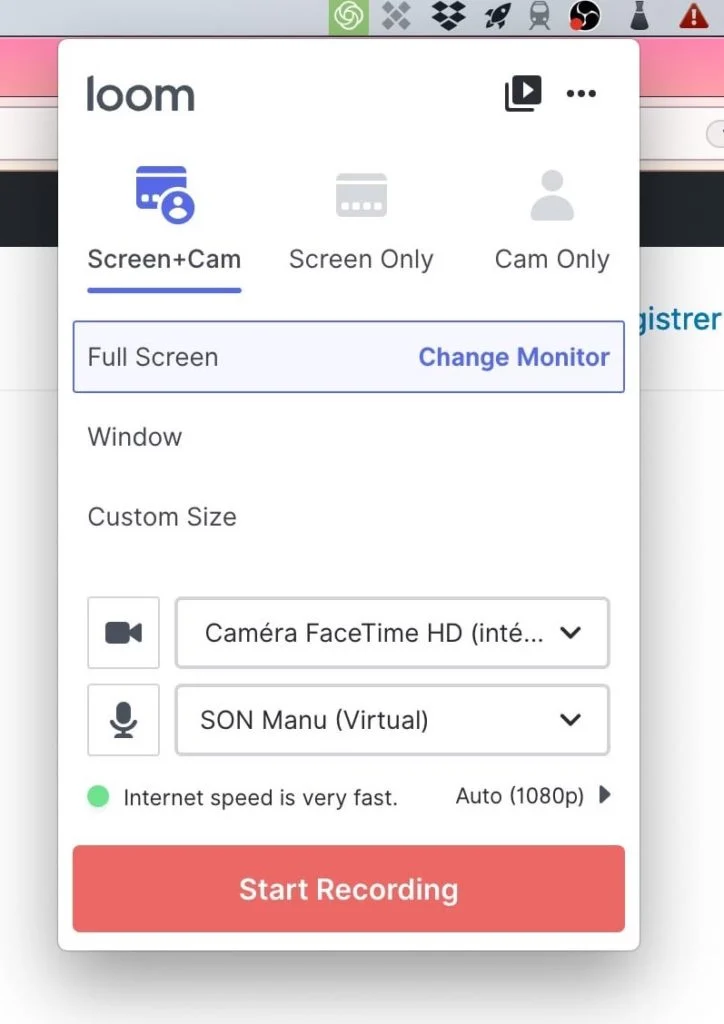 loom
Screen+Cam Screen Only Cam Only
gistrer
Full Screen Change Monitor
Window
Custom Size
Caméra FaceTime HD (inté...
SON Manu (Virtual)
Internet speed is very fast. Auto (1080p)
Start Recording